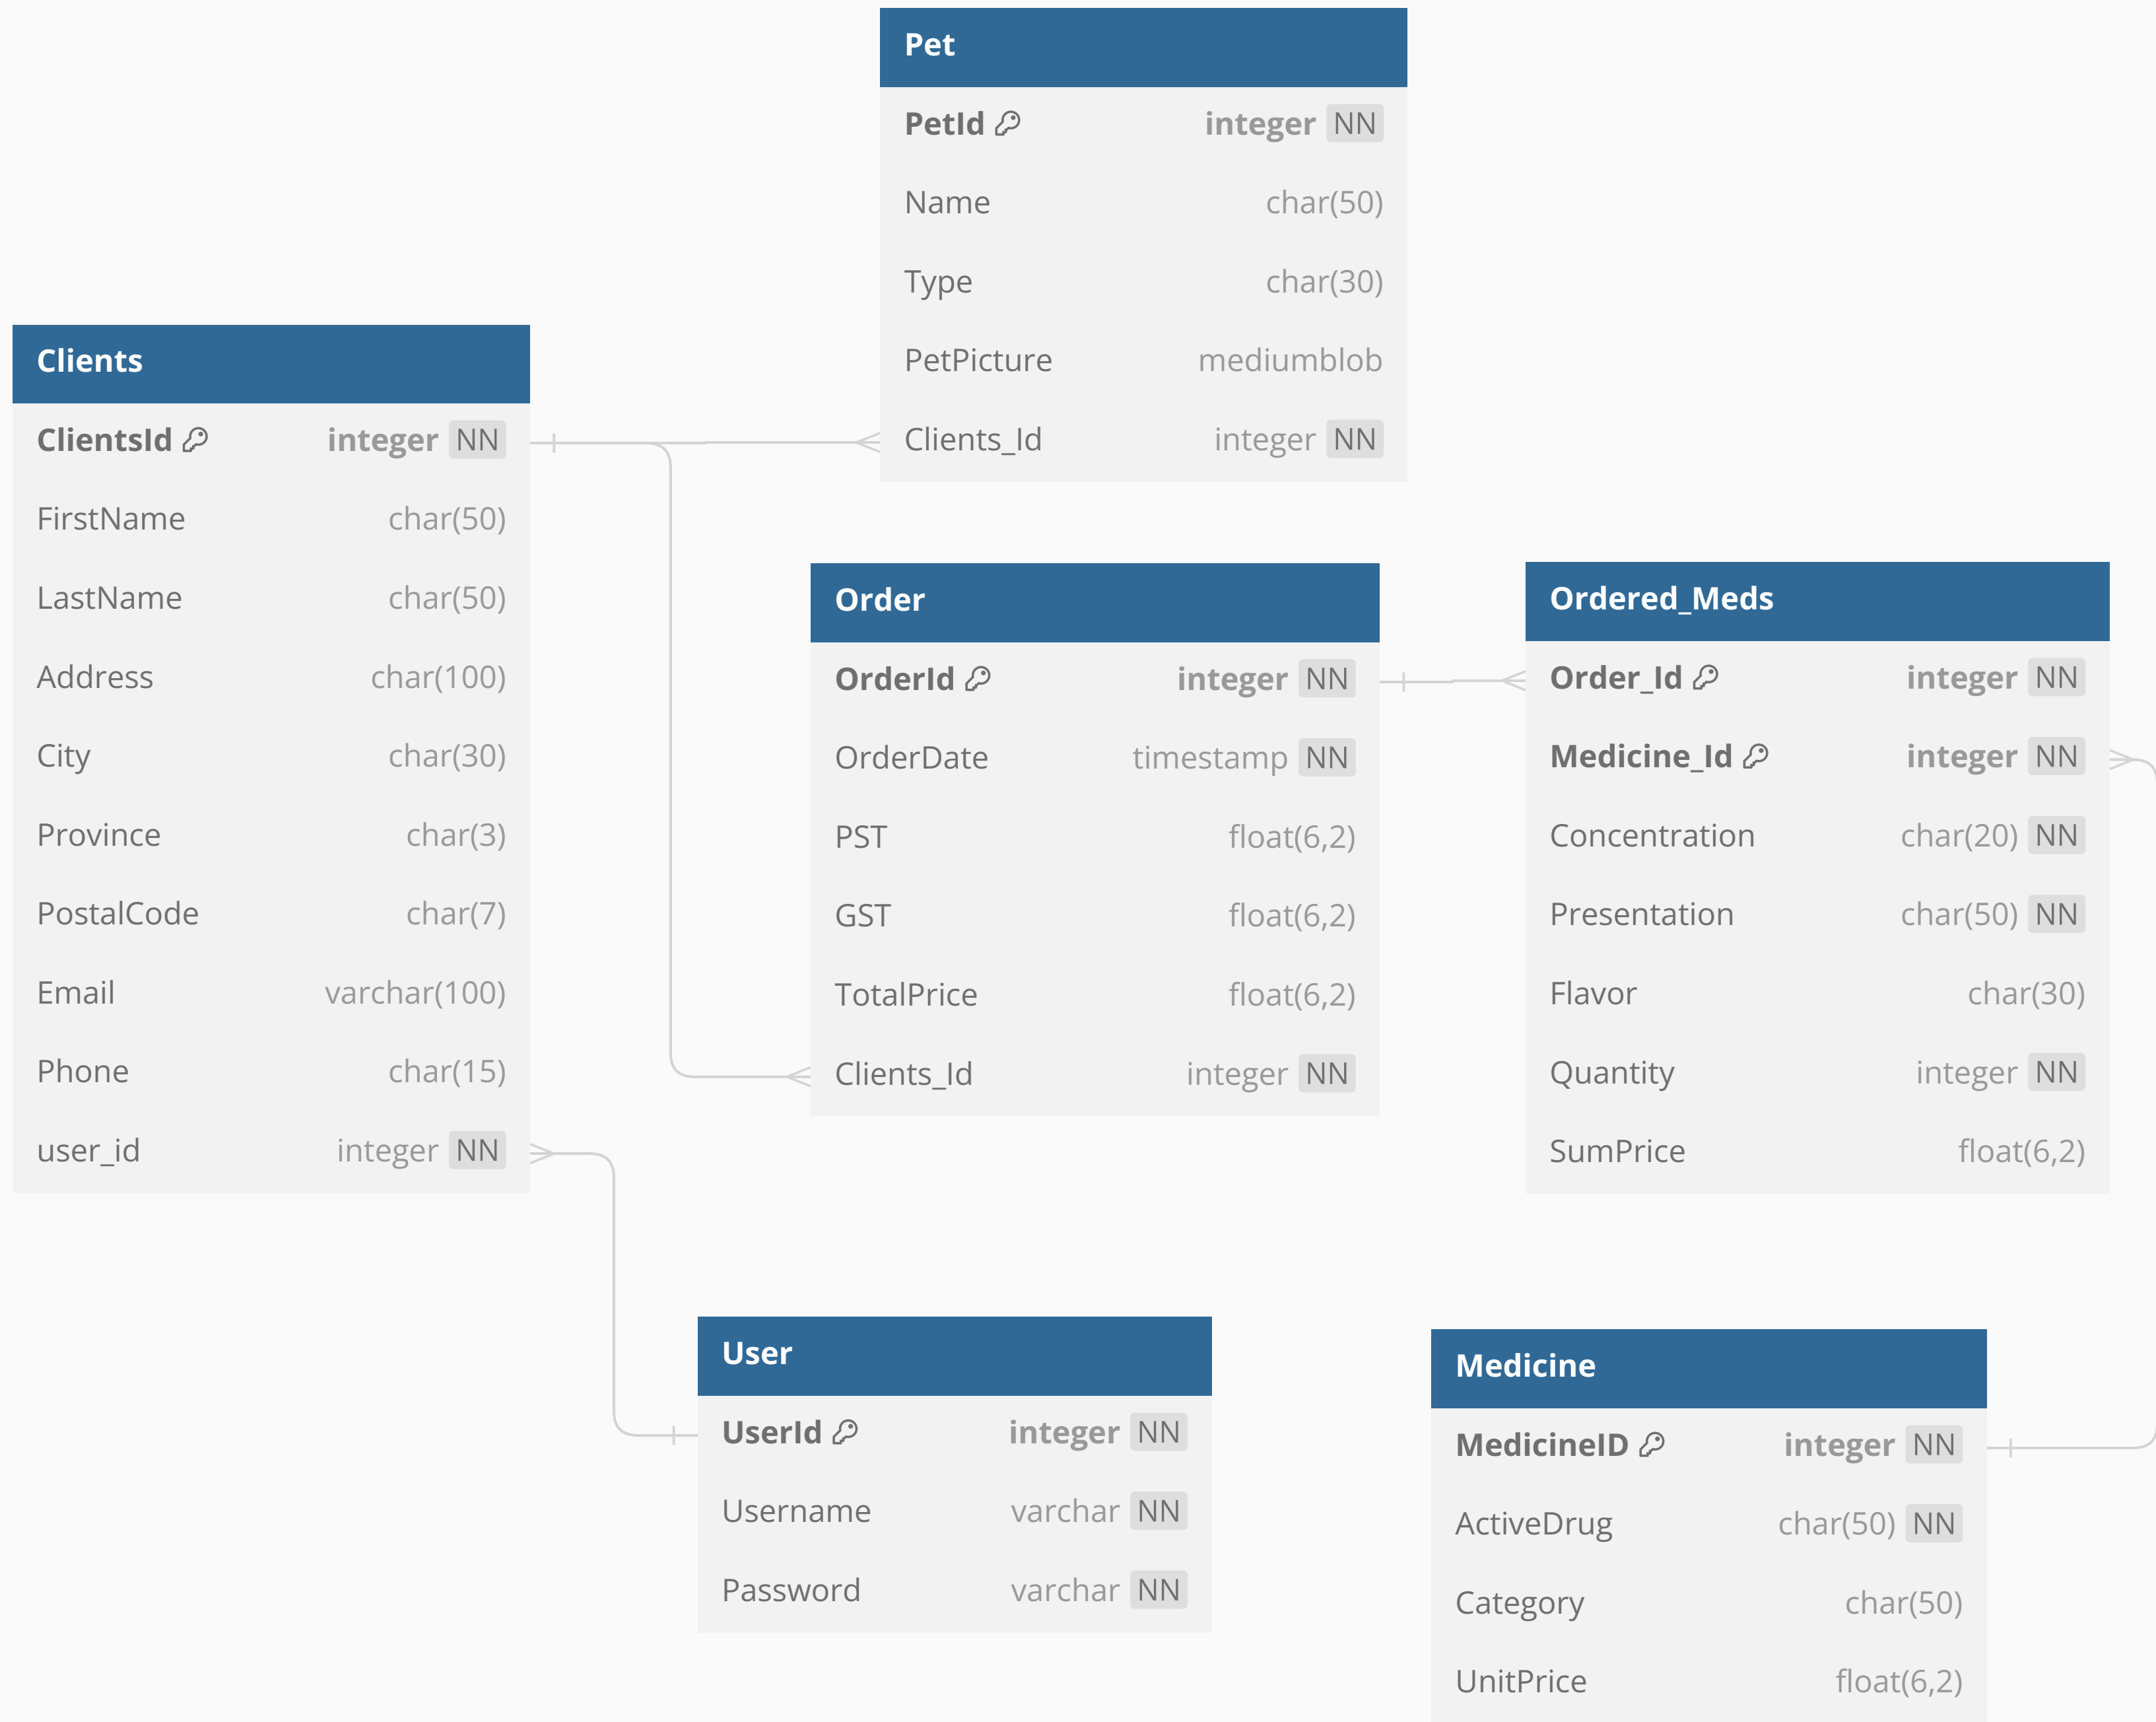 Pet
PetId integer NN
Name char(50)
Type char(30)
PetPicture mediumblob
Clients_Id integer NN
Clients
ClientsId integer NN
FirstName char(50)
LastName char(50)
Address char(100)
City char(30)
Province char(3)
PostalCode char(7)
Email varchar(100)
Phone char(15)
user_id integer NN
Order
OrderId integer NN
OrderDate timestamp NN
PST float(6,2)
GST float(6,2)
TotalPrice float(6,2)
Clients_Id integer NN
Ordered_Meds
Order_Id integer NN
Medicine_Id integer NN
Concentration char(20) NN
Presentation char(50) NN
Flavor char(30)
Quantity integer NN
SumPrice float(6,2)
User
UserId integer NN
Username varchar NN
Password varchar NN
Medicine
MedicineID integer NN
ActiveDrug char(50) NN
Category char(50)
UnitPrice float(6,2)